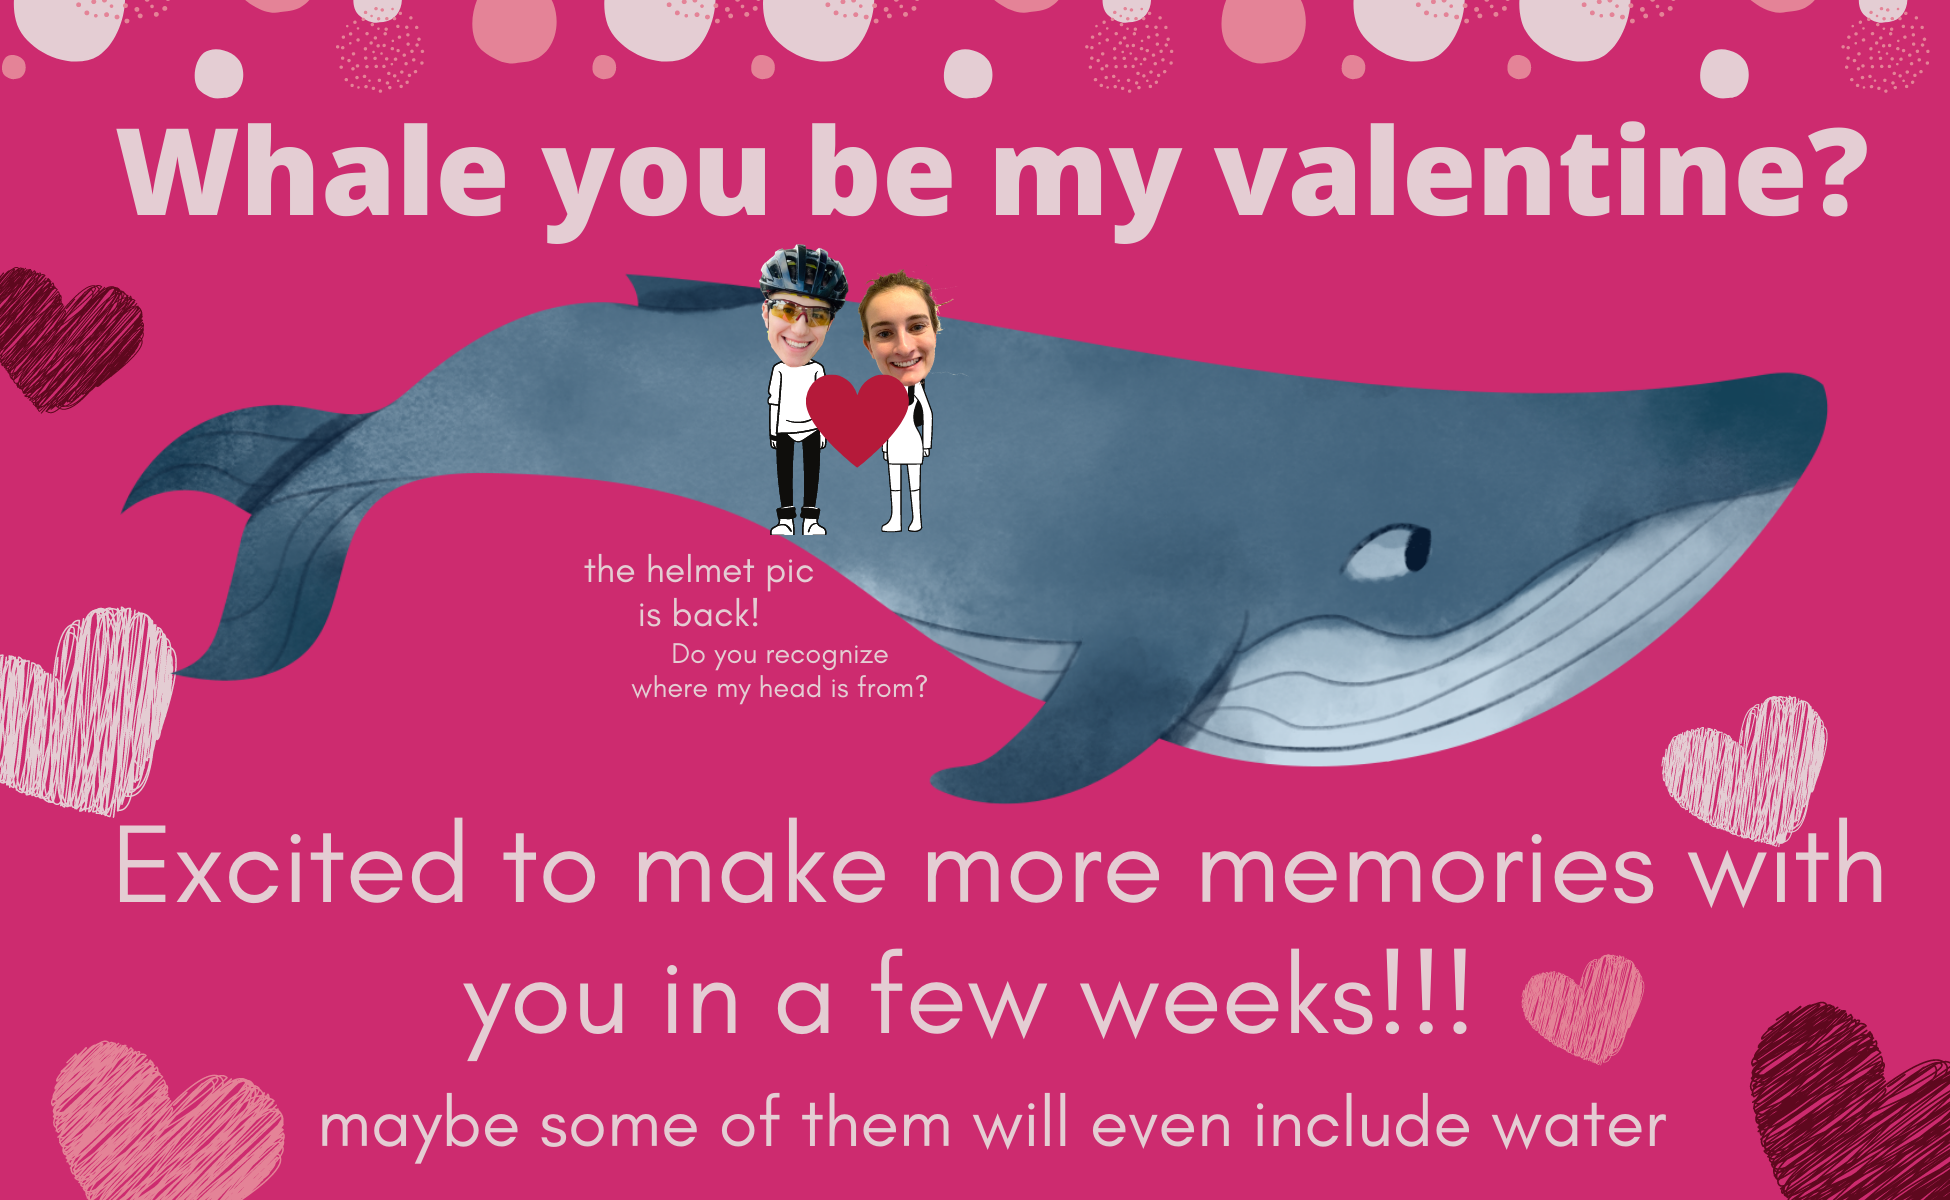 Whale you be my valentine?
the helmet pic
is back!
Do you recognize
where my head is from?
Excited to make more memories with
you in a few weeks!!!
maybe some of them will even include water